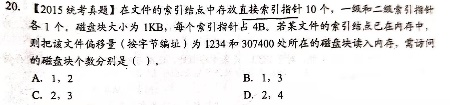 20. 【2015统考真题】在文件的索引结点中存放直接索引指针10个，一级和二级索引指针
各1个。磁盘块大小为1KB，每个索引指针占4B。若某文件的索引结点已在内存中，
则把该文件偏移量（按字节编址）为1234和307400处所在的磁盘块读入内存，需访问
的磁盘块个数分别是（ ）。
A. 1，2 B. 1，3
C. 2，3 D. 2，4